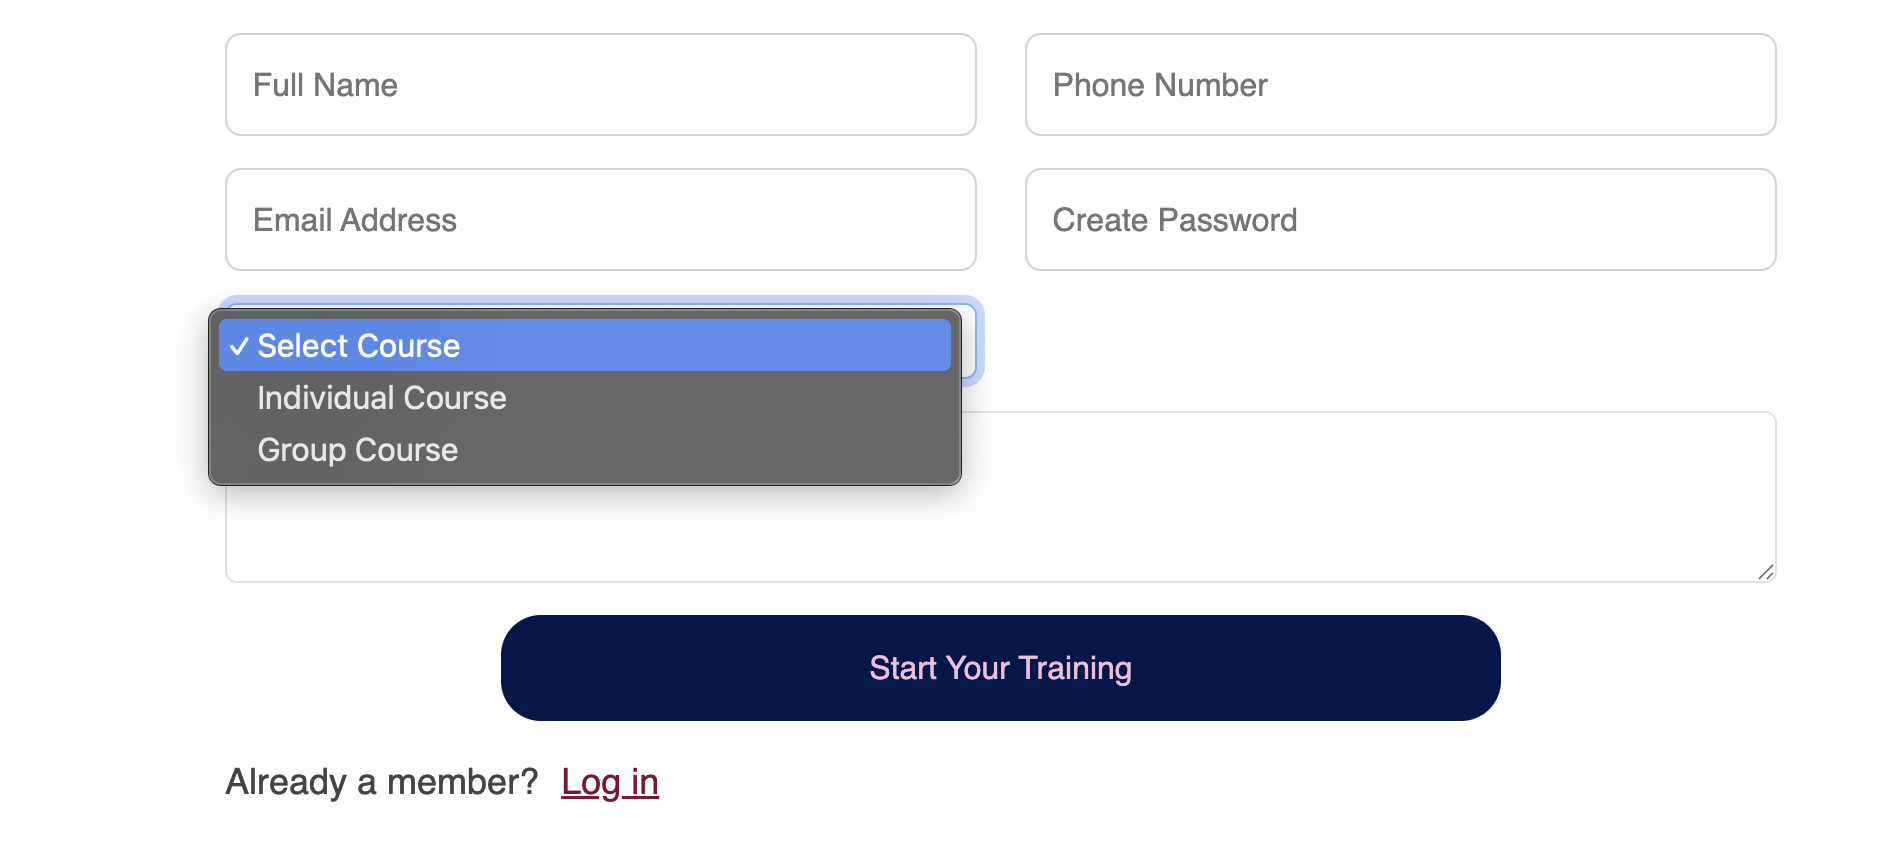 Full Name
Phone Number
Email Address
Create Password
✓ Select Course
Individual Course
Group Course
Start Your Training
Already a member? Log in